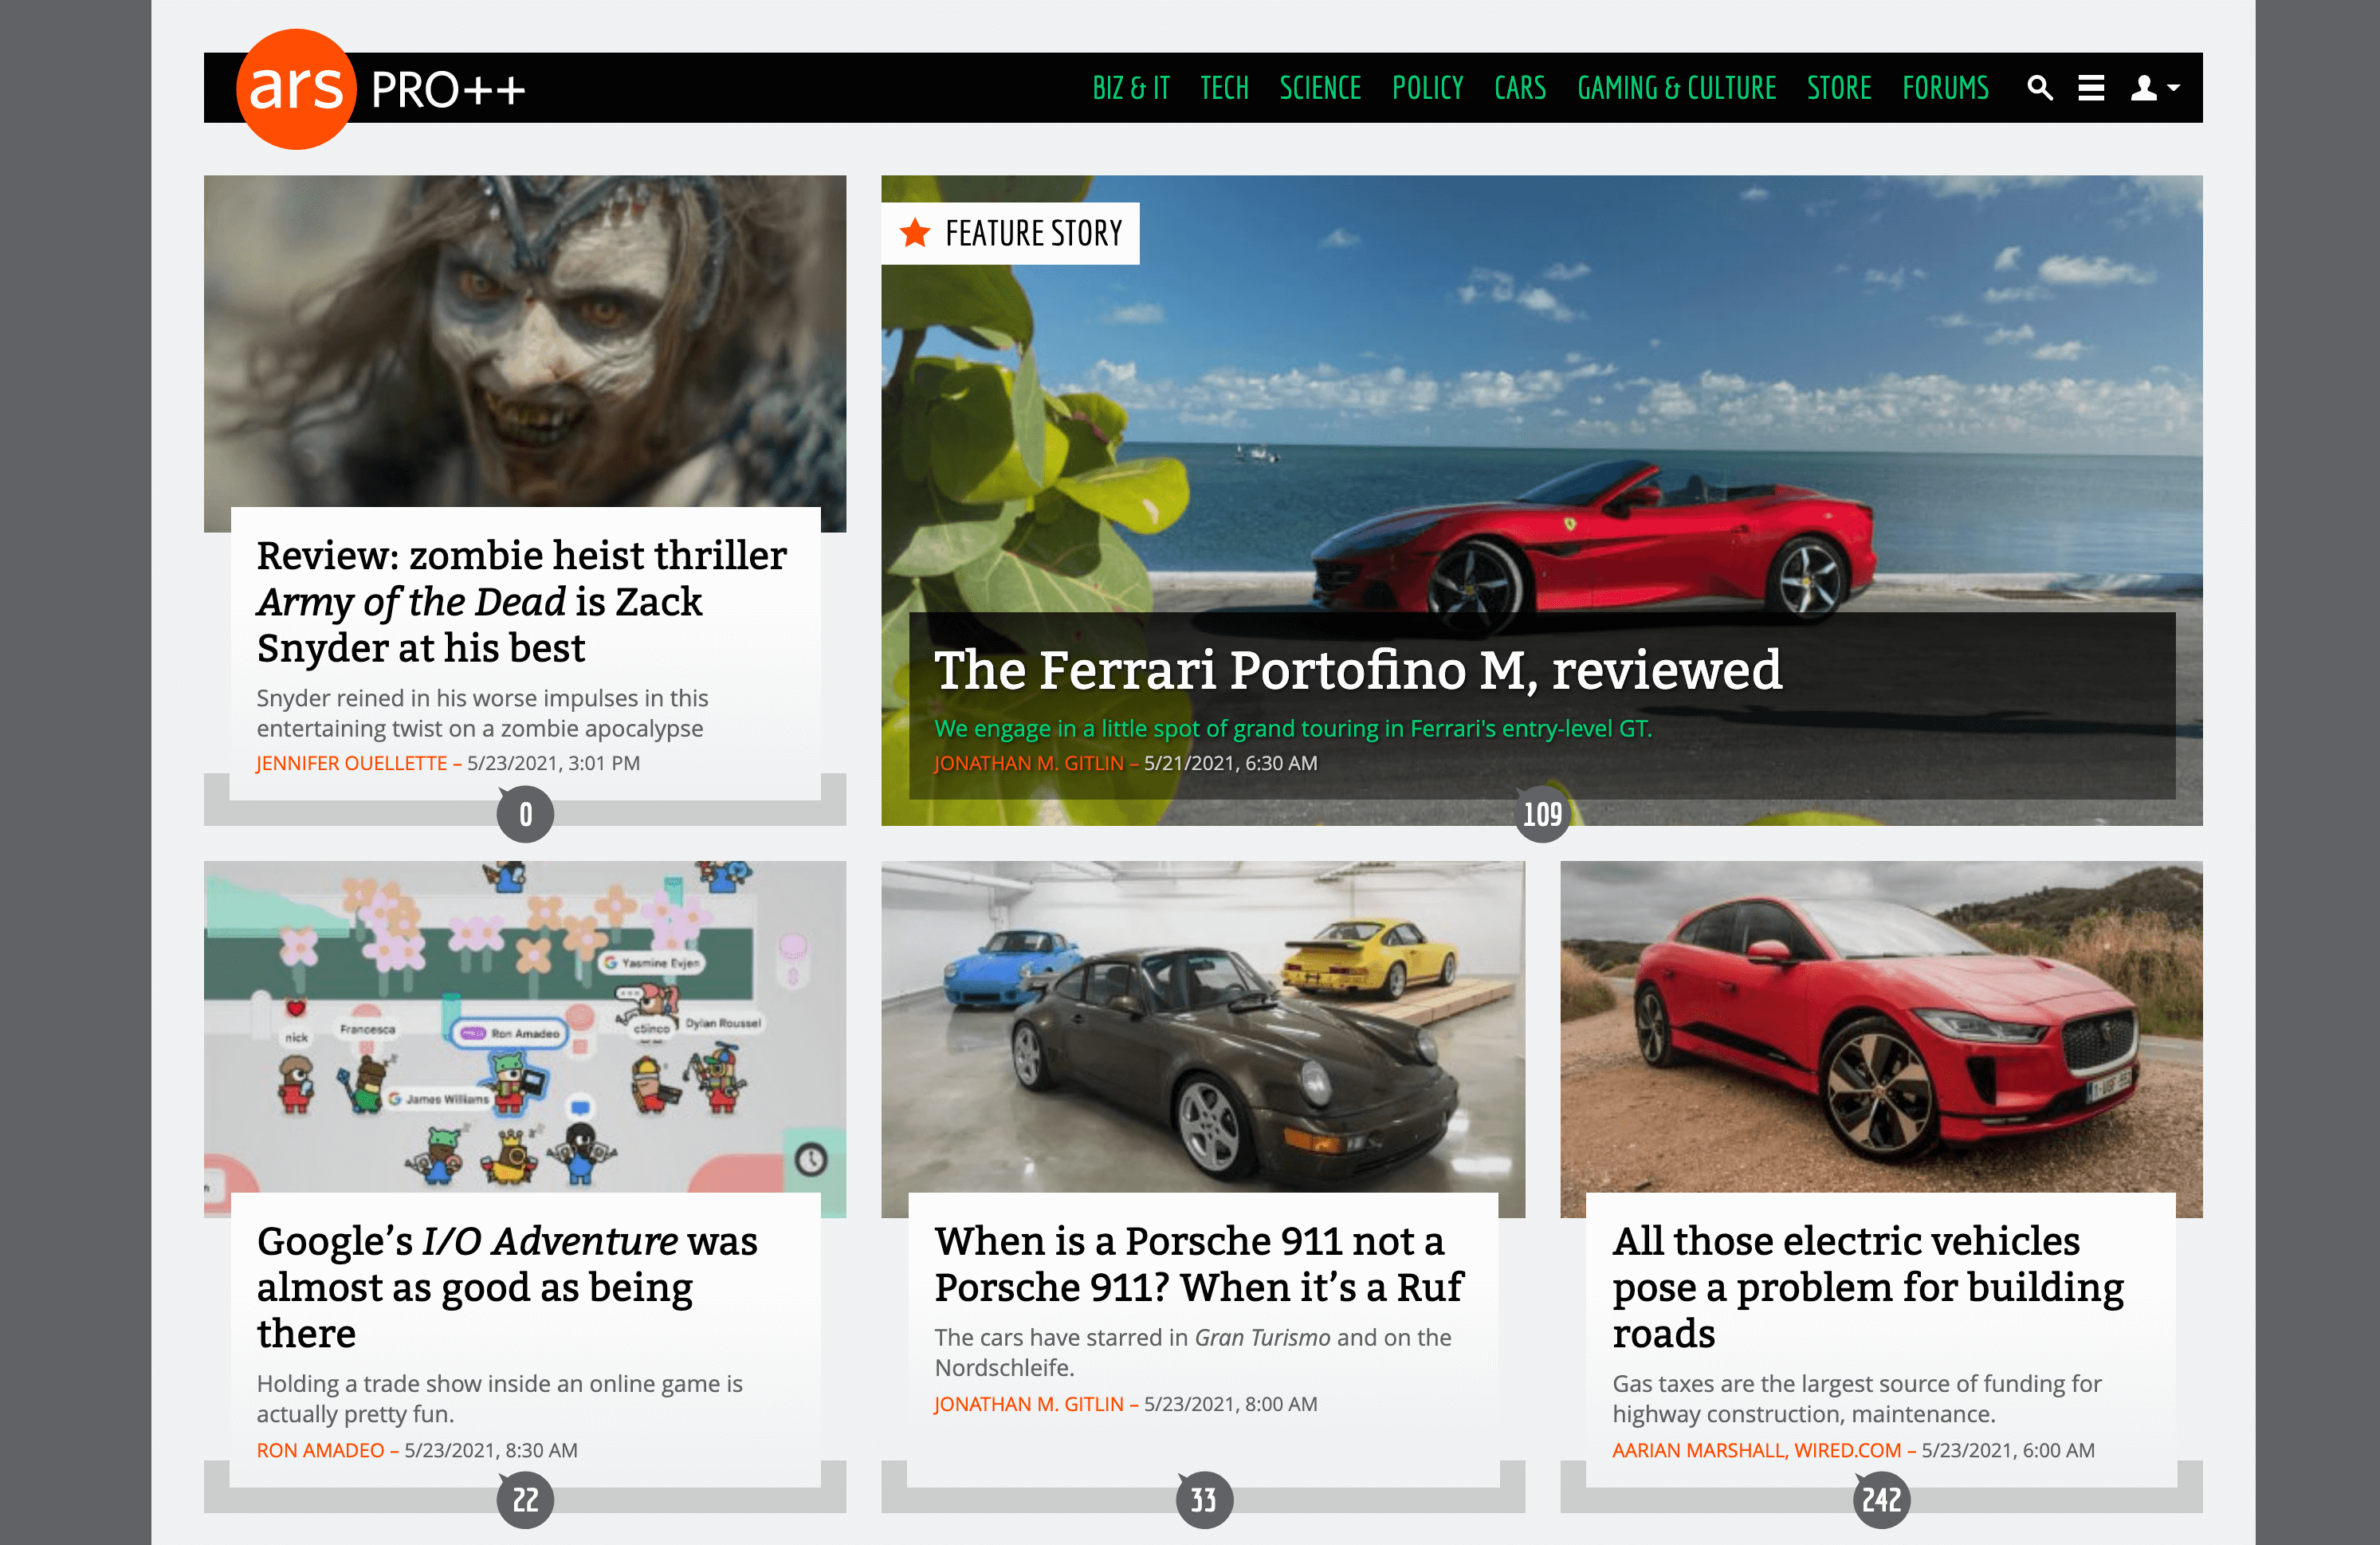 ars PRO++
BIZ & IT TECH SCIENCE POLICY CARS GAMING & CULTURE STORE FORUMS
FEATURE STORY
Review: zombie heist thriller
Army of the Dead is Zack
Snyder at his best
Snyder reined in his worse impulses in this
entertaining twist on a zombie apocalypse
JENNIFER OUELLETTE – 5/23/2021, 3:01 PM
0
The Ferrari Portofino M, reviewed
We engage in a little spot of grand touring in Ferrari's entry-level GT.
JONATHAN M. GITLIN – 5/21/2021, 6:30 AM
109
Yasmine Evjen
nick
Francesca
Ron Amadeo
Dylan Roussel
James Williams
Google’s I/O Adventure was
almost as good as being
there
Holding a trade show inside an online game is
actually pretty fun.
RON AMADEO – 5/23/2021, 8:30 AM
22
When is a Porsche 911 not a
Porsche 911? When it’s a Ruf
The cars have starred in Gran Turismo and on the
Nordschleife.
JONATHAN M. GITLIN – 5/23/2021, 8:00 AM
33
All those electric vehicles
pose a problem for building
roads
Gas taxes are the largest source of funding for
highway construction, maintenance.
AARIAN MARSHALL, WIRED.COM – 5/23/2021, 6:00 AM
242